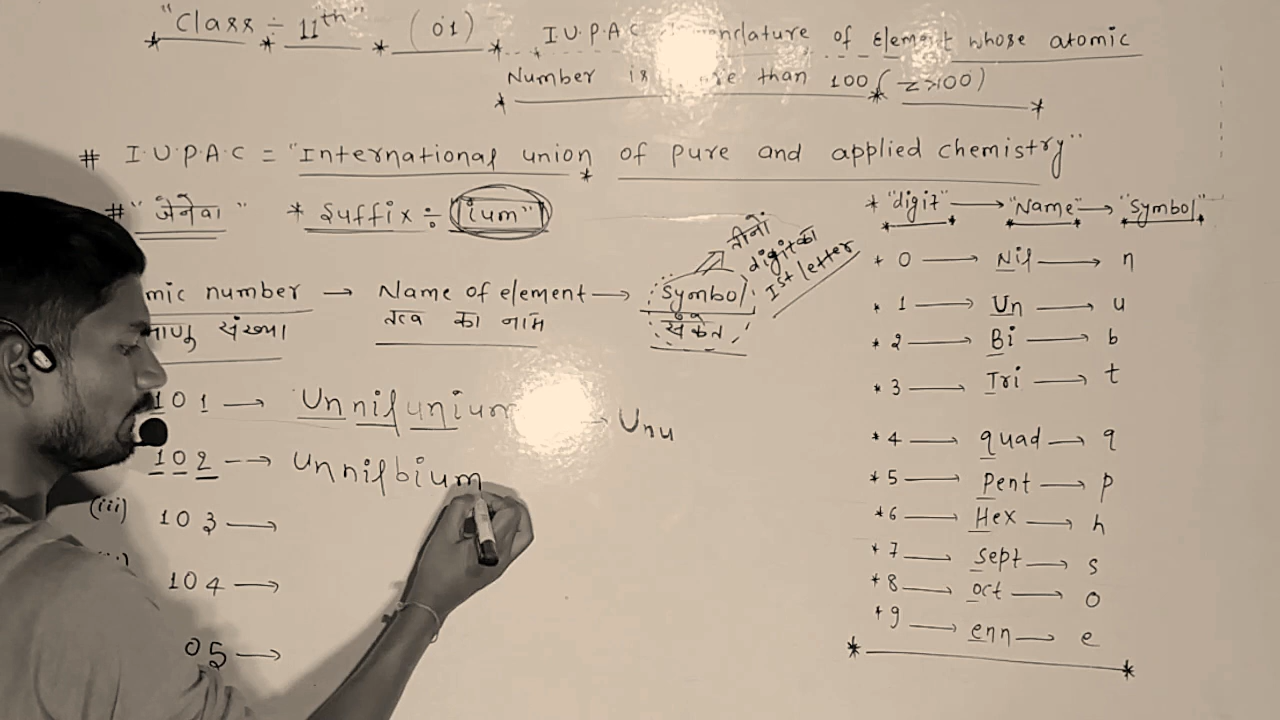 "Class ÷ 11th" (01) I.U.P.A.C nclature of Element whose atomic
Number is than 100 (Z>100)
# I.U.P.A.C = "International union of pure and applied chemistry"
# "जेनेवा" * Suffix ÷ "ium"
mic number → Name of element → Symbol
संख्या तत्व का नाम संकेत
तीनों
digit का
1st letter
101 → Unnilunium → Unu
102 → Unnilbium
(iii) 103 →
104 →
05 →
* "digit" → "Name" → "Symbol"
* 0 → Nil → n
* 1 → Un → u
* 2 → Bi → b
* 3 → Tri → t
* 4 → quad → q
* 5 → Pent → p
* 6 → Hex → h
* 7 → sept → s
* 8 → oct → o
* 9 → enn → e